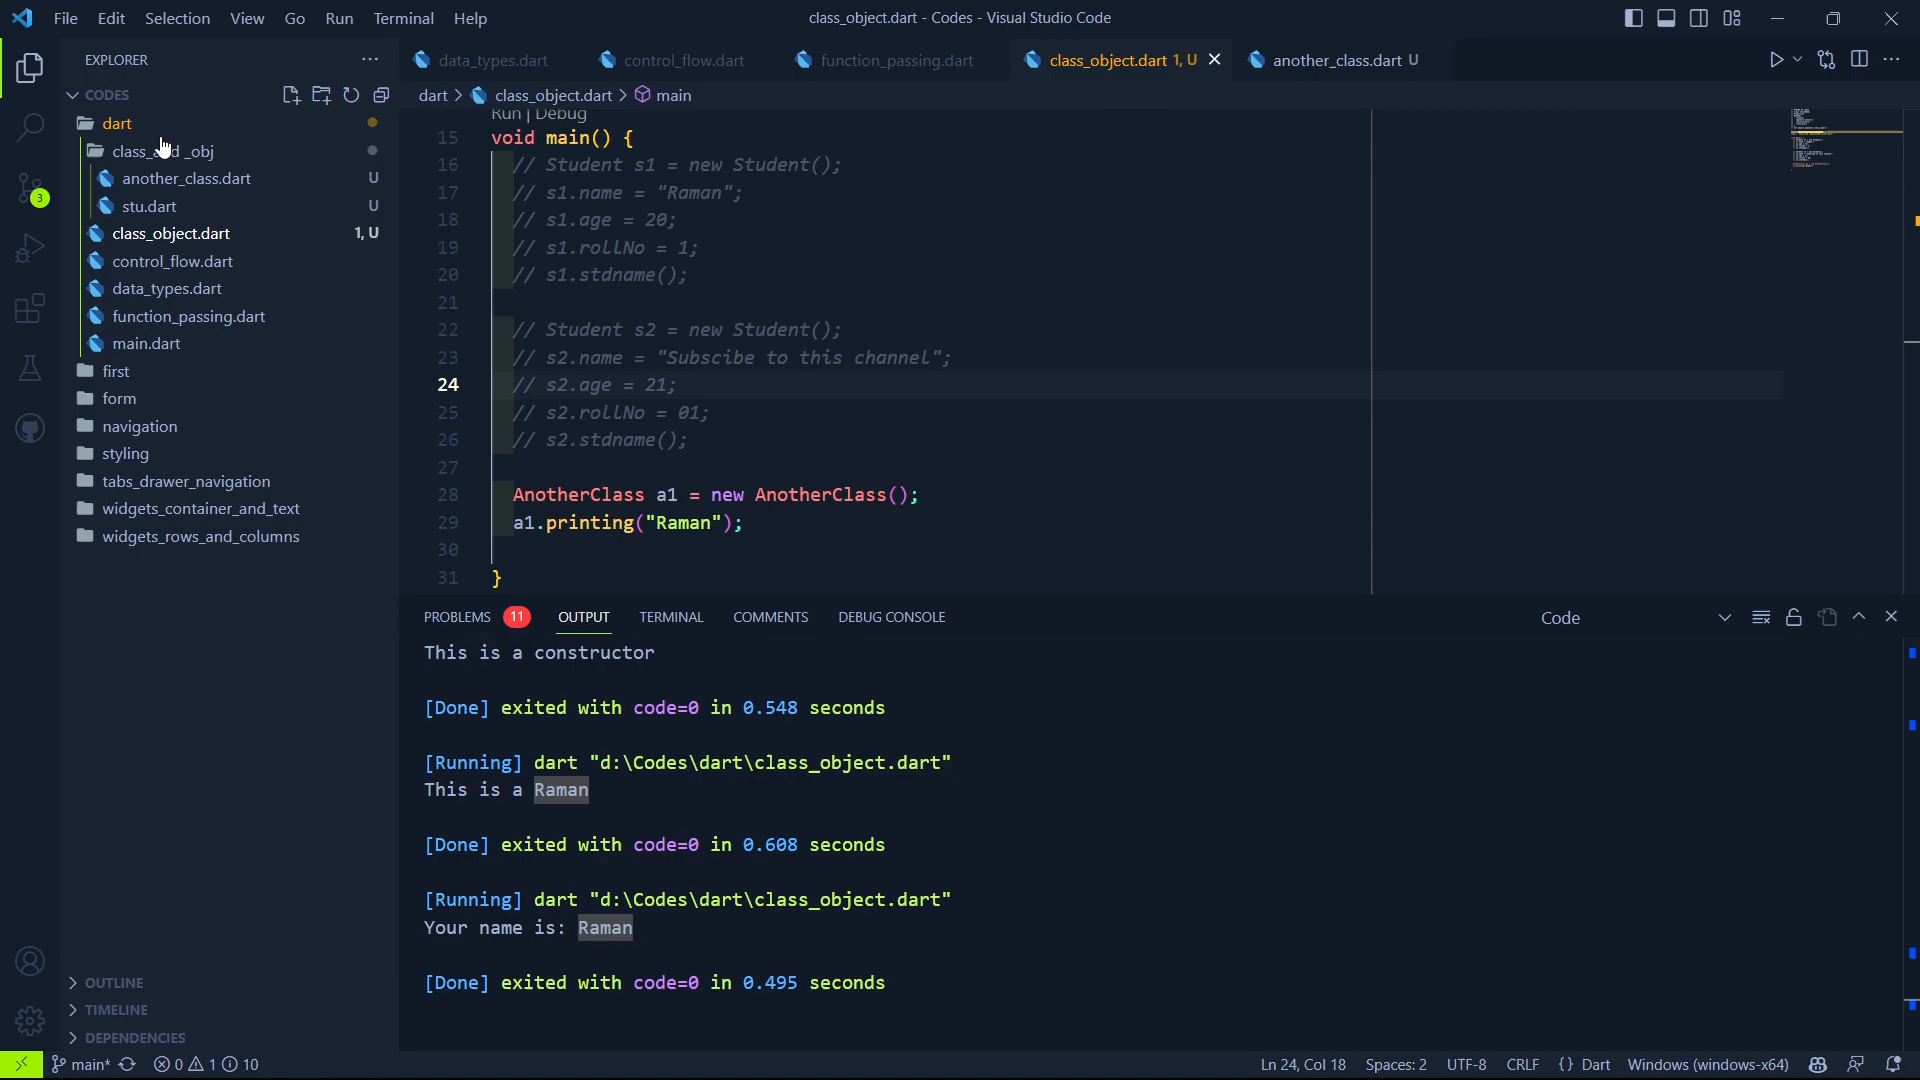 File Edit Selection View Go Run Terminal Help
class_object.dart - Codes - Visual Studio Code
EXPLORER
CODES
dart
class_and _obj
another_class.dart U
stu.dart U
class_object.dart 1, U
control_flow.dart
data_types.dart
function_passing.dart
main.dart
first
form
navigation
styling
tabs_drawer_navigation
widgets_container_and_text
widgets_rows_and_columns
OUTLINE
TIMELINE
DEPENDENCIES
3
data_types.dart control_flow.dart function_passing.dart class_object.dart 1, U another_class.dart U
dart > class_object.dart > main
Run | Debug
15 void main() {
16 // Student s1 = new Student();
17 // s1.name = "Raman";
18 // s1.age = 20;
19 // s1.rollNo = 1;
20 // s1.stdname();
21
22 // Student s2 = new Student();
23 // s2.name = "Subscibe to this channel";
24 // s2.age = 21;
25 // s2.rollNo = 01;
26 // s2.stdname();
27
28 AnotherClass a1 = new AnotherClass();
29 a1.printing("Raman");
30
31 }
PROBLEMS 11 OUTPUT TERMINAL COMMENTS DEBUG CONSOLE Code
This is a constructor
[Done] exited with code=0 in 0.548 seconds
[Running] dart "d:\Codes\dart\class_object.dart"
This is a Raman
[Done] exited with code=0 in 0.608 seconds
[Running] dart "d:\Codes\dart\class_object.dart"
Your name is: Raman
[Done] exited with code=0 in 0.495 seconds
main* 0 1 10 Ln 24, Col 18 Spaces: 2 UTF-8 CRLF {} Dart Windows (windows-x64)